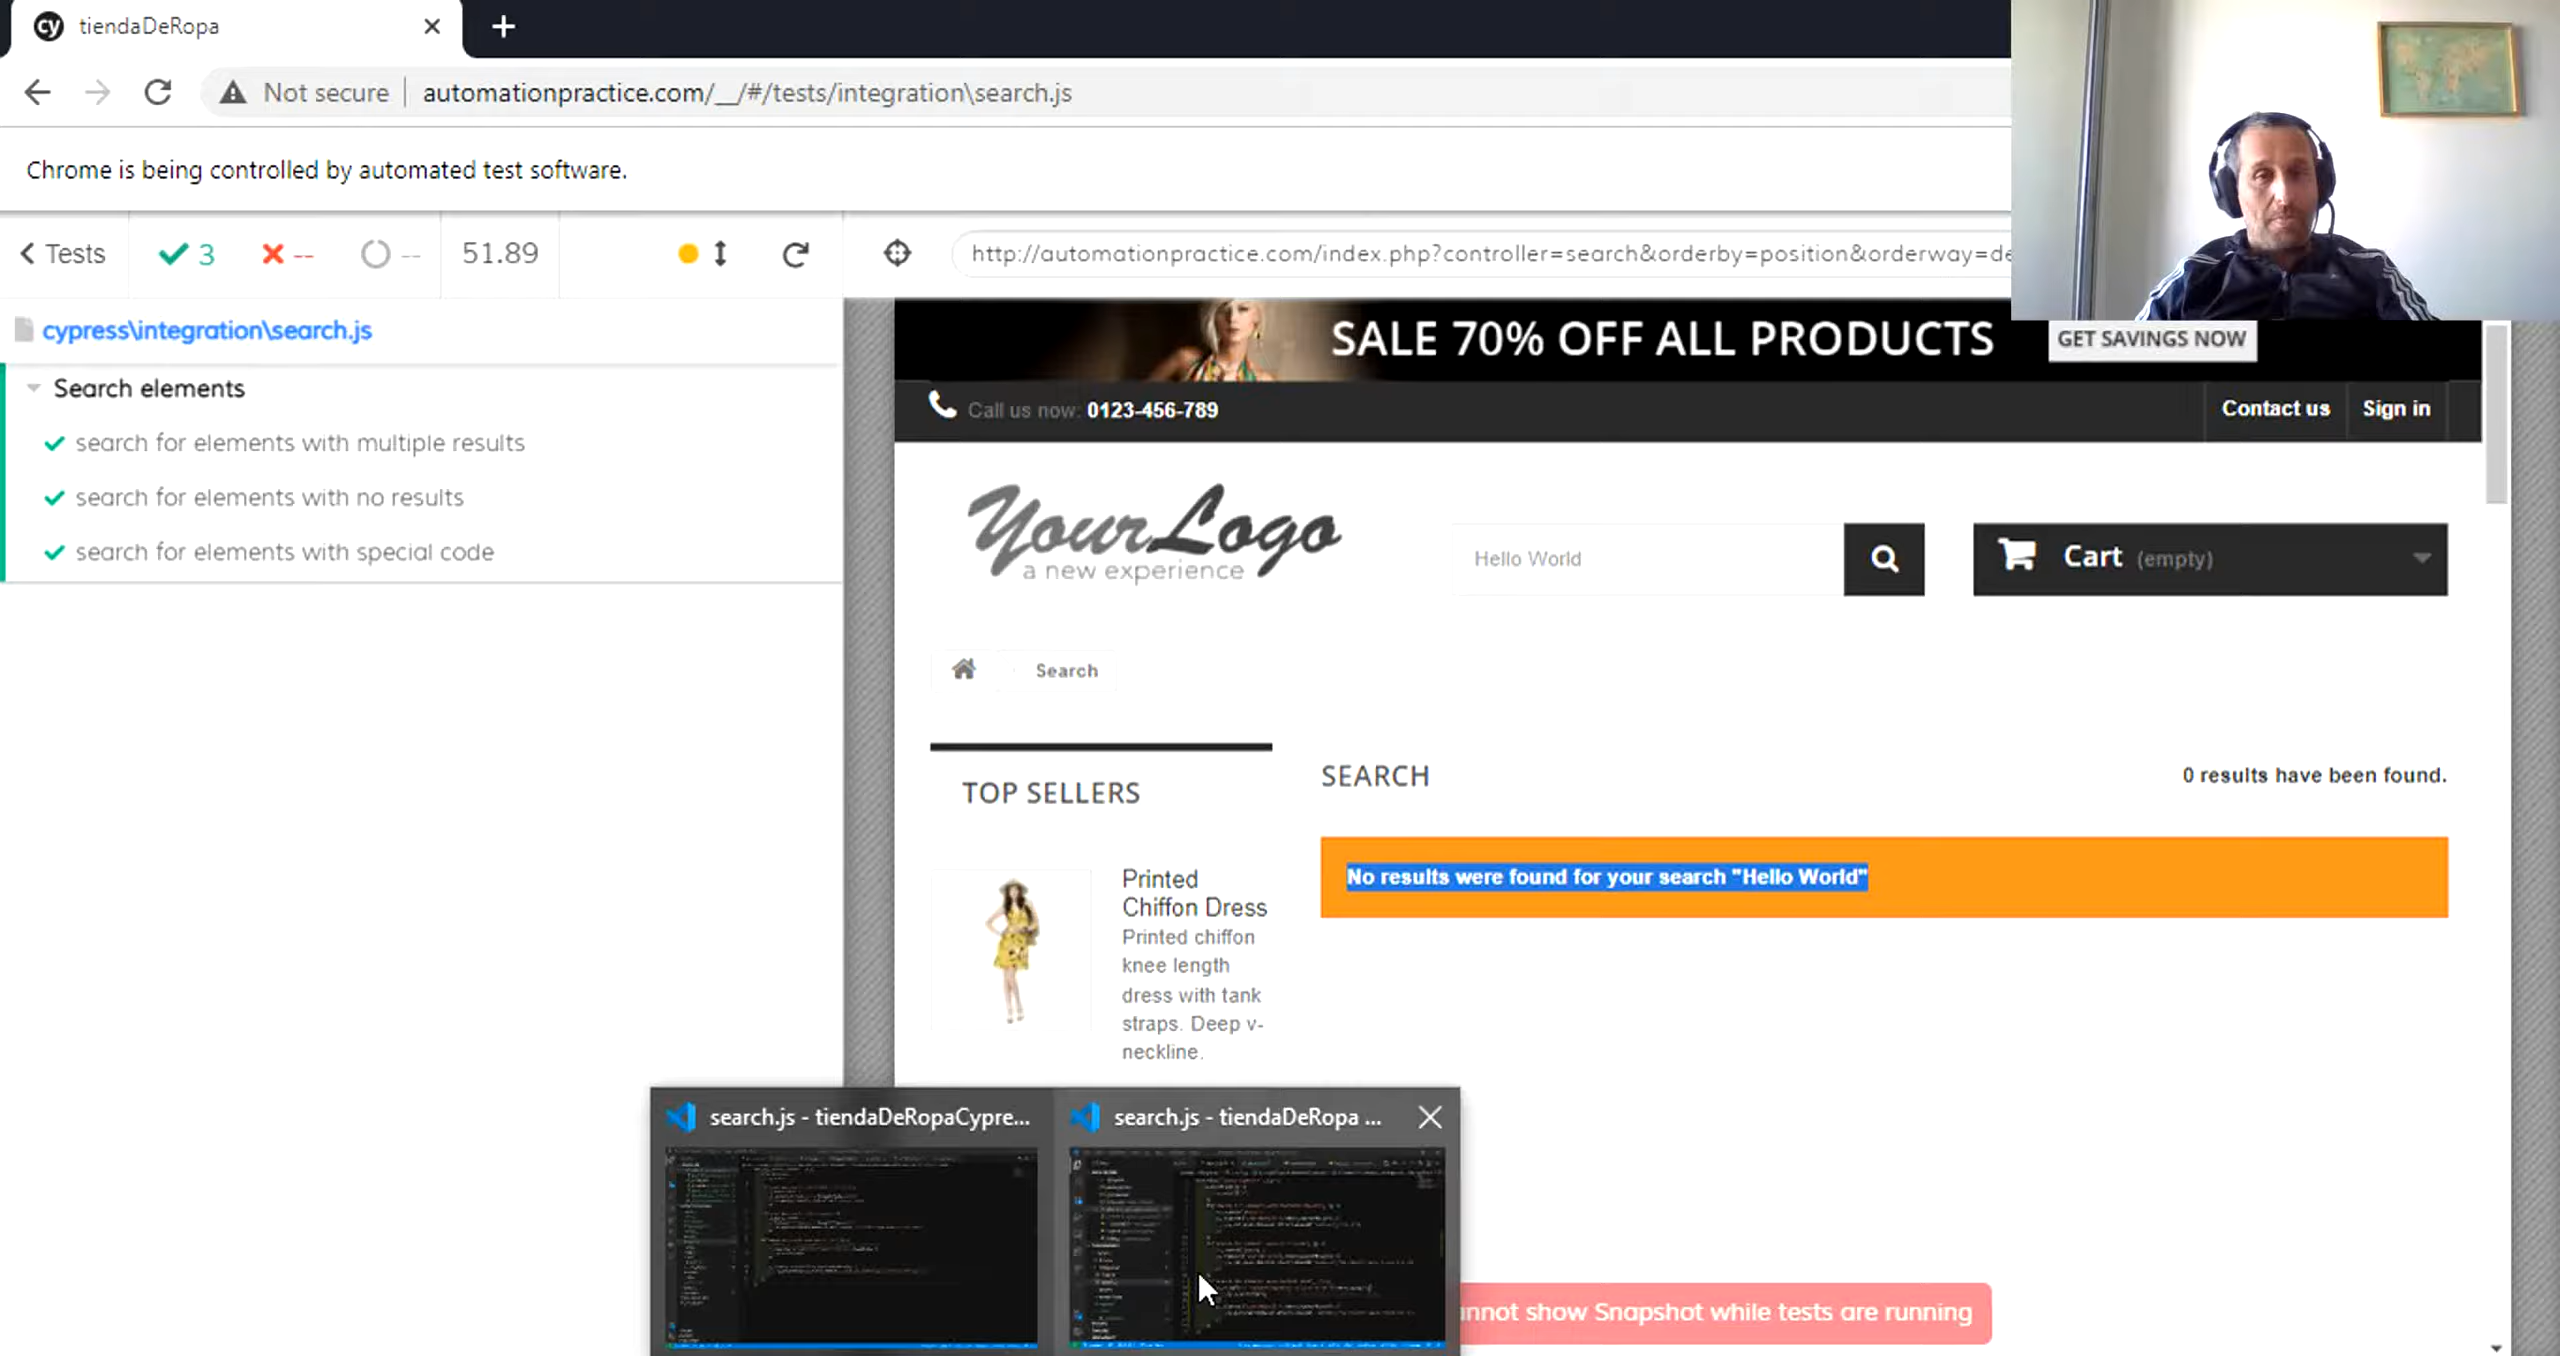 tiendaDeRopa
Not secure
automationpractice.com/__/#/tests/integration\search.js
Chrome is being controlled by automated test software.
Tests
3
--
--
51.89
http://automationpractice.com/index.php?controller=search&orderby=position&orderway=de
cypress\integration\search.js
Search elements
search for elements with multiple results
search for elements with no results
search for elements with special code
SALE 70% OFF ALL PRODUCTS
GET SAVINGS NOW
Call us now: 0123-456-789
Contact us
Sign in
Your Logo
a new experience
Hello World
Cart (empty)
Search
TOP SELLERS
SEARCH
0 results have been found.
No results were found for your search "Hello World"
Printed
Chiffon Dress
Printed chiffon
knee length
dress with tank
straps. Deep v-
neckline.
search.js - tiendaDeRopaCypre...
search.js - tiendaDeRopa ...
nnot show Snapshot while tests are running